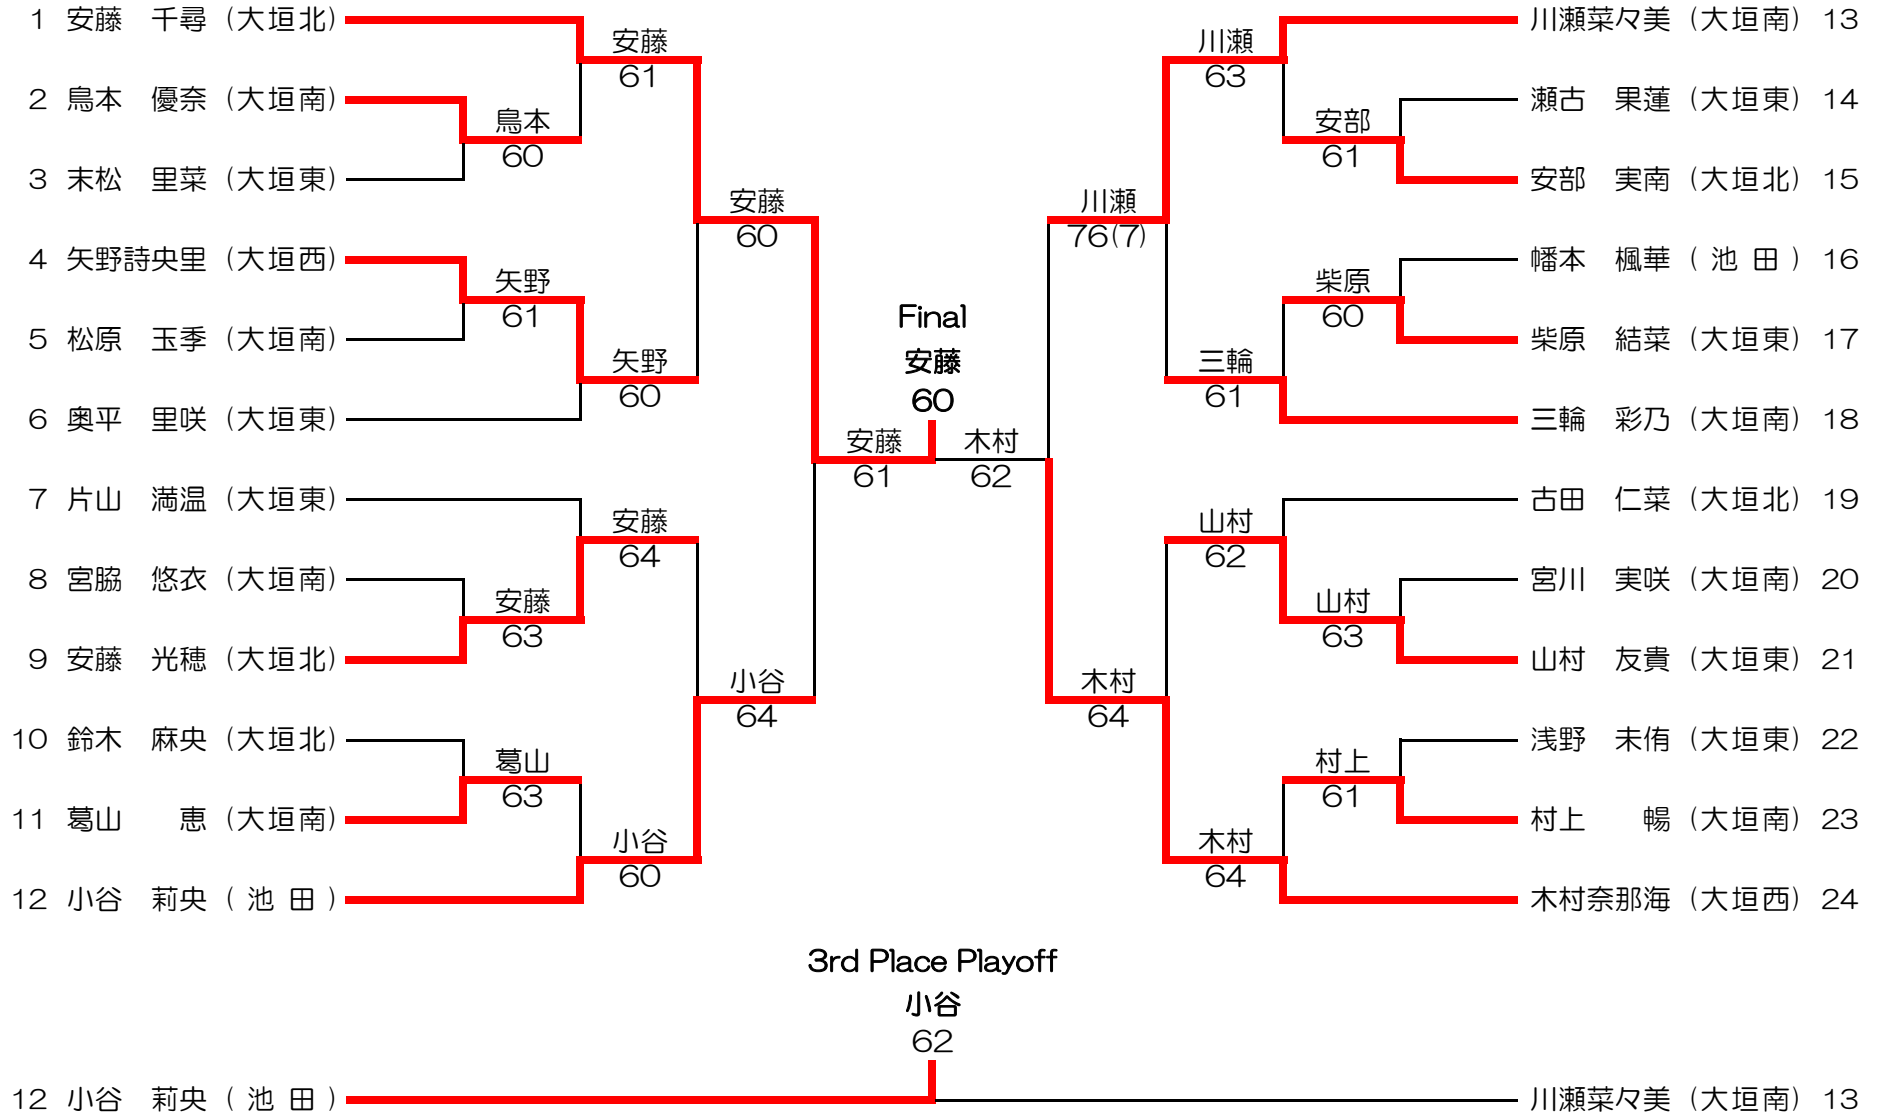 1 安藤　千尋 (大垣北)
2 鳥本　優奈 (大垣南)
3 末松　里菜 (大垣東)
4 矢野詩央里 (大垣西)
5 松原　玉季 (大垣南)
6 奥平　里咲 (大垣東)
7 片山　満温 (大垣東)
8 宮脇　悠衣 (大垣南)
9 安藤　光穂 (大垣北)
10 鈴木　麻央 (大垣北)
11 葛山　　恵 (大垣南)
12 小谷　莉央 ( 池 田 )
鳥本
60
矢野
61
安藤
63
葛山
63
安藤
61
矢野
60
安藤
64
小谷
60
安藤
60
小谷
64
安藤
61
Final
安藤
60
木村
62
川瀬
76(7)
木村
64
川瀬
63
三輪
61
山村
62
木村
64
安部
61
柴原
60
山村
63
村上
61
川瀬菜々美 (大垣南) 13
瀬古　果蓮 (大垣東) 14
安部　実南 (大垣北) 15
幡本　楓華 ( 池 田 ) 16
柴原　結菜 (大垣東) 17
三輪　彩乃 (大垣南) 18
古田　仁菜 (大垣北) 19
宮川　実咲 (大垣南) 20
山村　友貴 (大垣東) 21
浅野　未侑 (大垣東) 22
村上　　暢 (大垣南) 23
木村奈那海 (大垣西) 24
3rd Place Playoff
小谷
62
12 小谷　莉央 ( 池 田 )
川瀬菜々美 (大垣南) 13